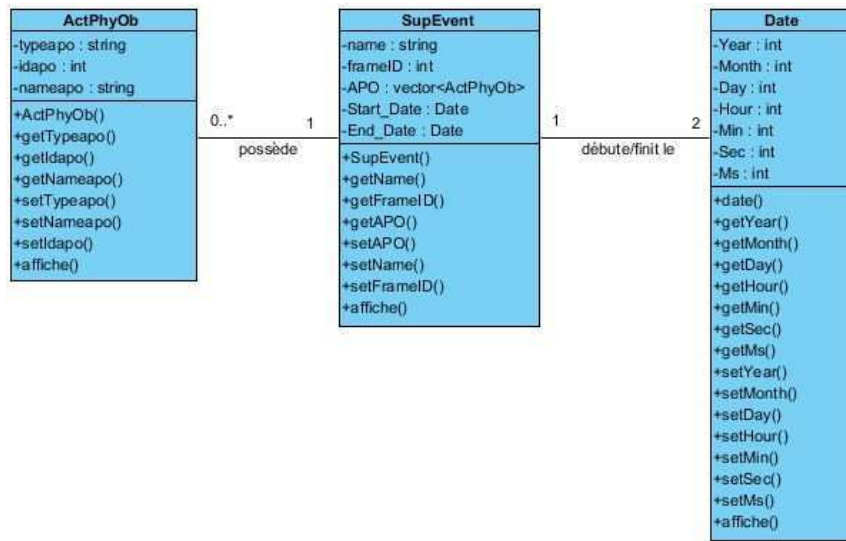 ActPhyOb
-typeapo : string
-idapo : int
-nameapo : string
+ActPhyOb()
+getTypeapo()
+getIdapo()
+getNameapo()
+setTypeapo()
+setNameapo()
+setIdapo()
+affiche()
0..*
1
possède
SupEvent
-name : string
-frameID : int
-APO : vector<ActPhyOb>
-Start_Date : Date
-End_Date : Date
+SupEvent()
+getName()
+getFrameID()
+getAPO()
+setAPO()
+setName()
+setFrameID()
+affiche()
1
2
débute/finit le
Date
-Year : int
-Month : int
-Day : int
-Hour : int
-Min : int
-Sec : int
-Ms : int
+date()
+getYear()
+getMonth()
+getDay()
+getHour()
+getMin()
+getSec()
+getMs()
+setYear()
+setMonth()
+setDay()
+setHour()
+setMin()
+setSec()
+setMs()
+affiche()